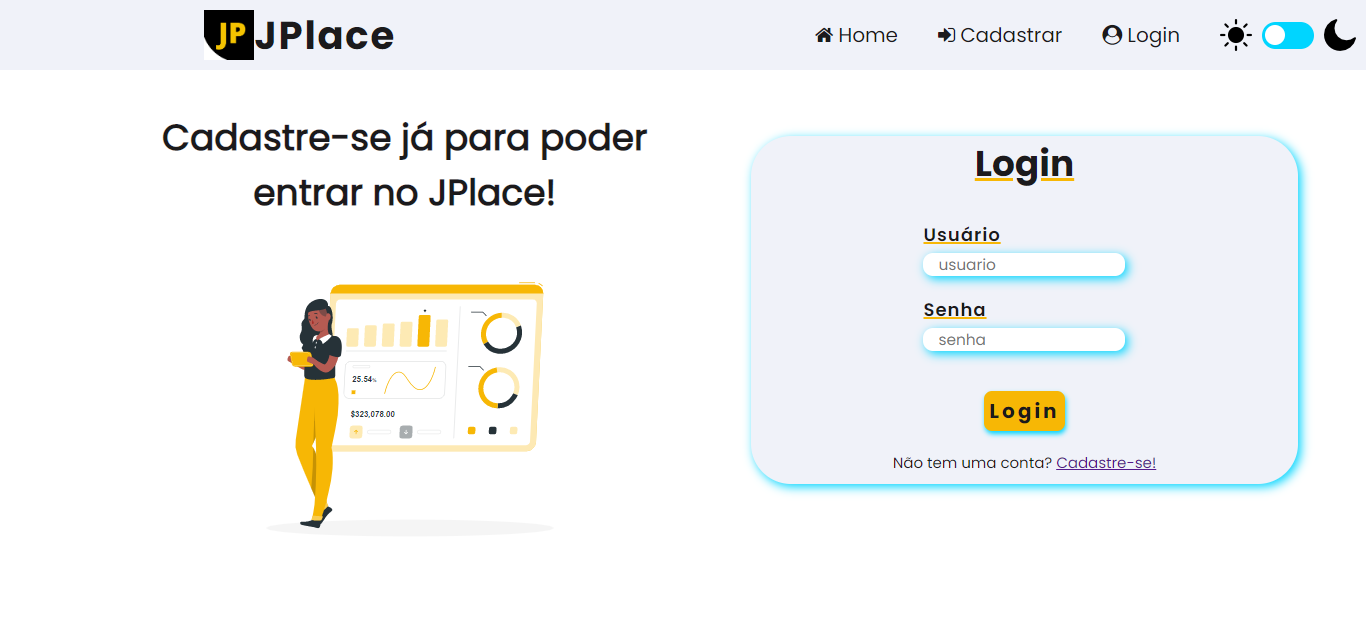 JP JPlace
Home Cadastrar Login
Cadastre-se já para poder
entrar no JPlace!
25.54%
$323,078.00
Login
Usuário
usuario
Senha
senha
Login
Não tem uma conta? Cadastre-se!